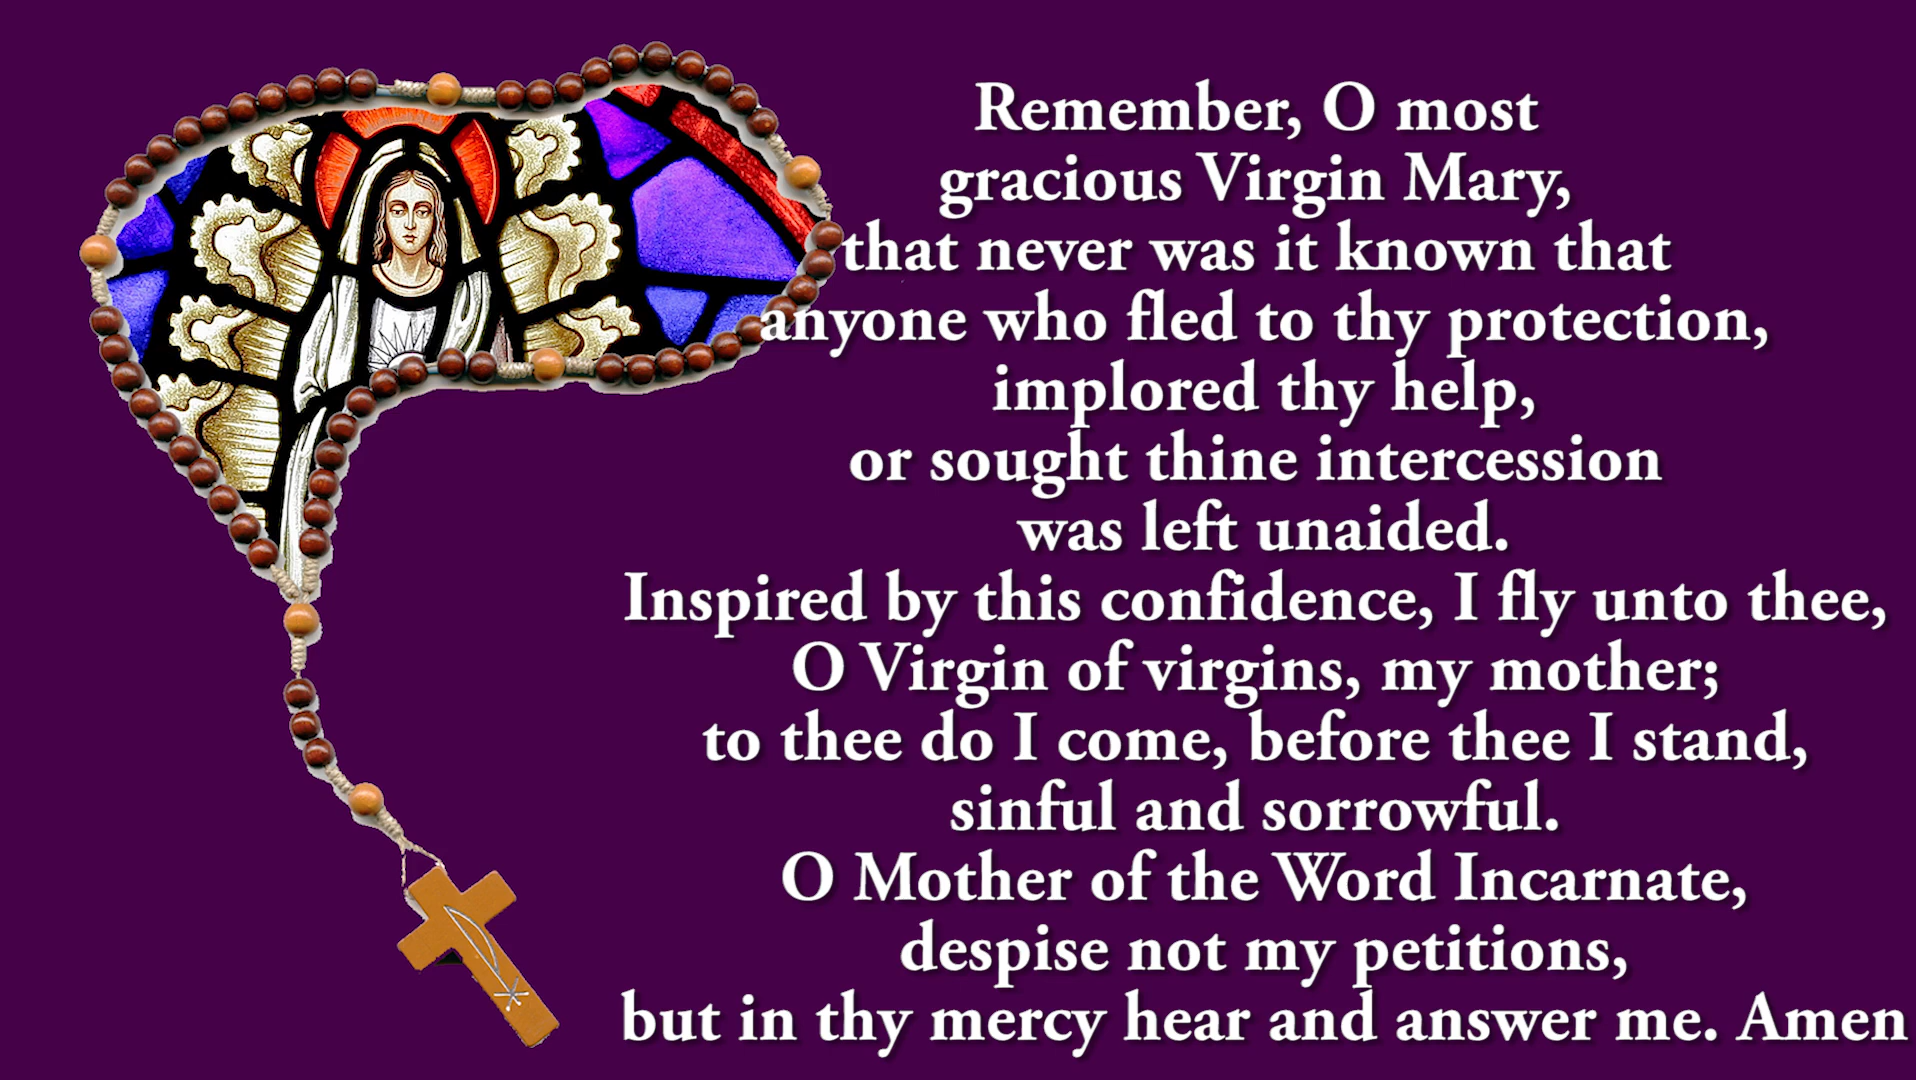 Remember, O most
gracious Virgin Mary,
that never was it known that
anyone who fled to thy protection,
implored thy help,
or sought thine intercession
was left unaided.
Inspired by this confidence, I fly unto thee,
O Virgin of virgins, my mother;
to thee do I come, before thee I stand,
sinful and sorrowful.
O Mother of the Word Incarnate,
despise not my petitions,
but in thy mercy hear and answer me. Amen